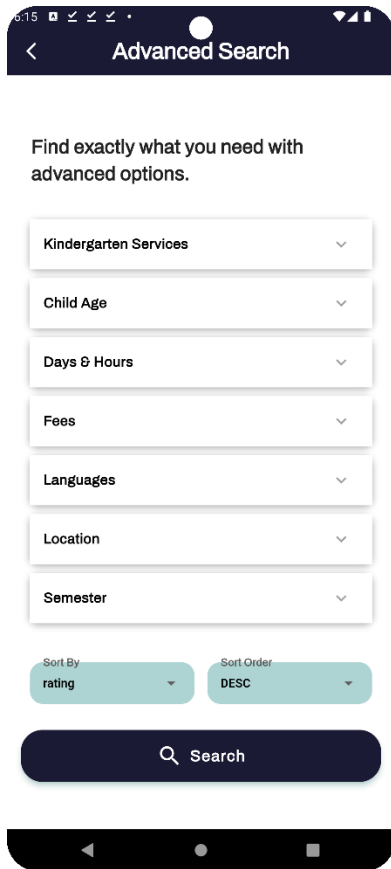 6:15
Advanced Search
Find exactly what you need with
advanced options.
Kindergarten Services
Child Age
Days & Hours
Fees
Languages
Location
Semester
Sort By
rating
Sort Order
DESC
Search